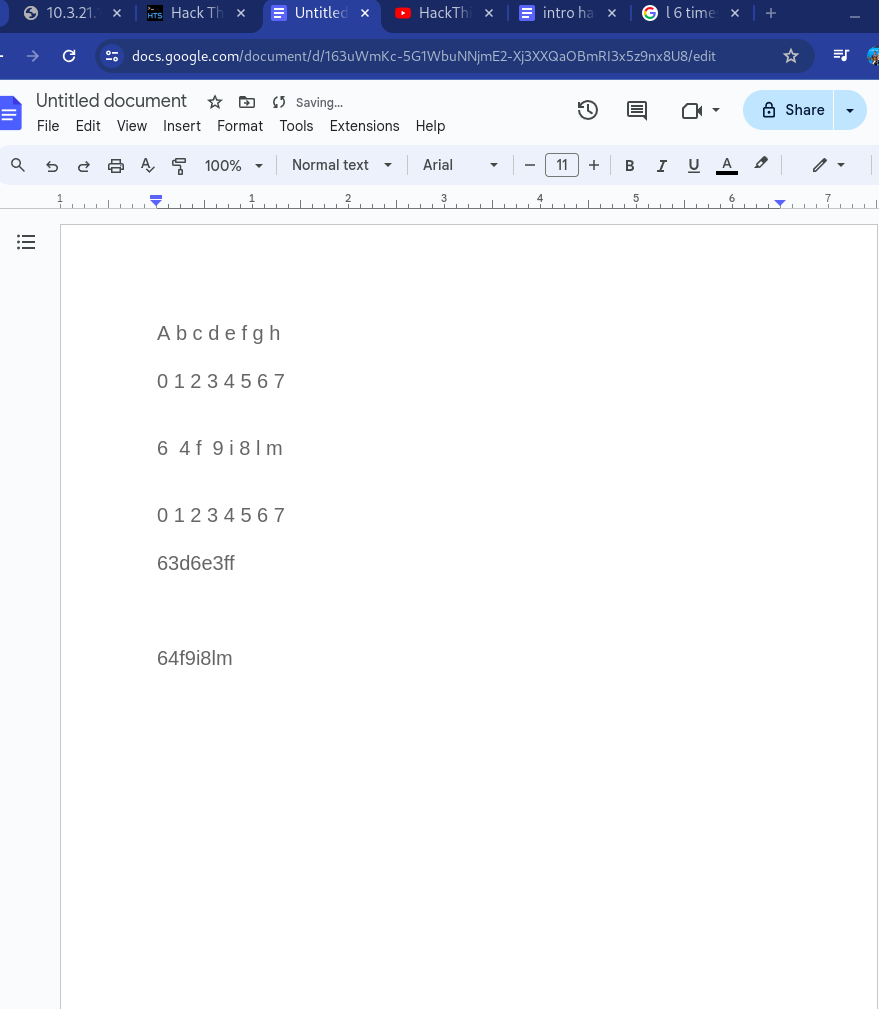 10.3.21.
Hack Th
Untitled
HackThi
intro ha
l 6 time
docs.google.com/document/d/163uWmKc-5G1WbuNNjmE2-Xj3XXQaOBmRI3x5z9nx8U8/edit
Untitled document
Saving...
File Edit View Insert Format Tools Extensions Help
Share
100% Normal text Arial 11 B I U A
1 1 2 3 4 5 6 7
A b c d e f g h
0 1 2 3 4 5 6 7
6  4 f  9 i 8 l m
0 1 2 3 4 5 6 7
63d6e3ff
64f9i8lm